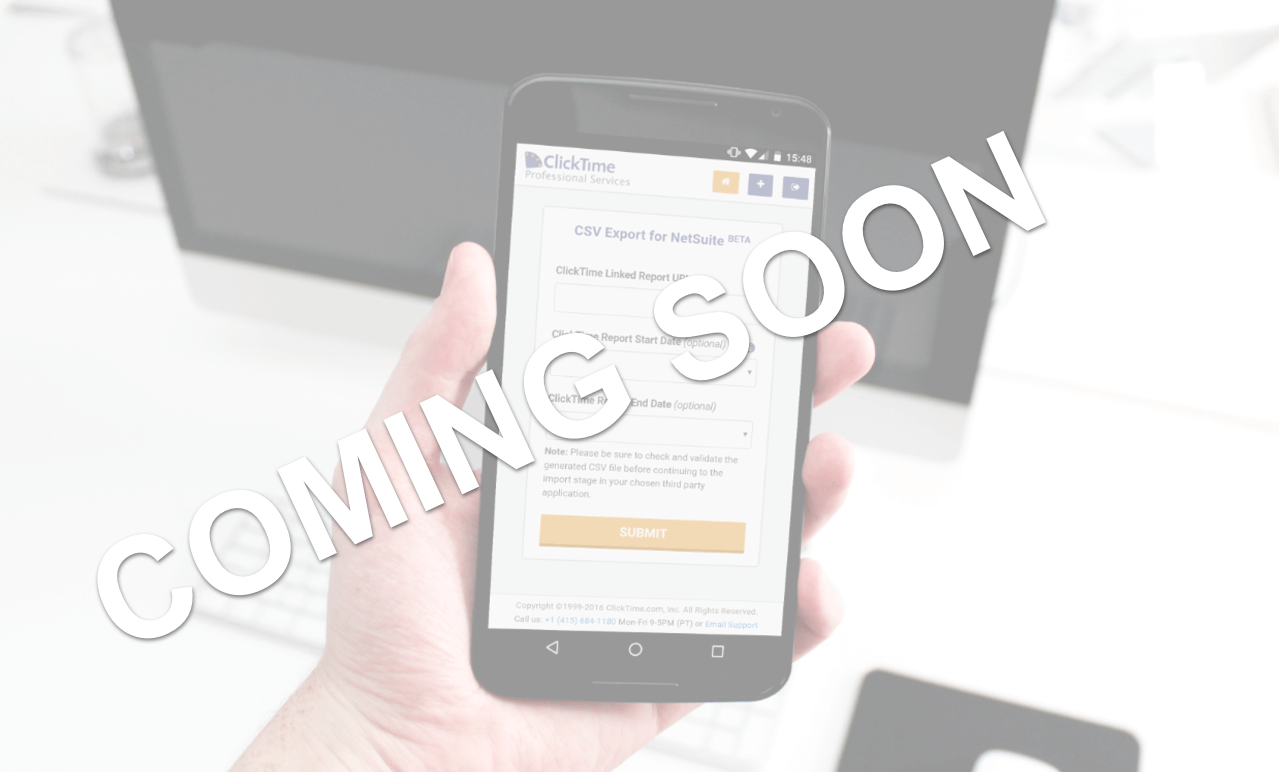 COMING SOON
15:48
ClickTime
Professional Services
CSV Export for NetSuite BETA
ClickTime Linked Report
ClickTime Report Start Date (optional)
ClickTime End Date (optional)
Note: Please be sure to check and validate the
generated CSV file before continuing to the
import stage in your chosen third party
application.
SUBMIT
Copyright ©1999-2016 ClickTime.com, Inc. All Rights Reserved.
Call us: +1 (415) 684-1180 Mon-Fri 9-5PM (PT) or Email Support